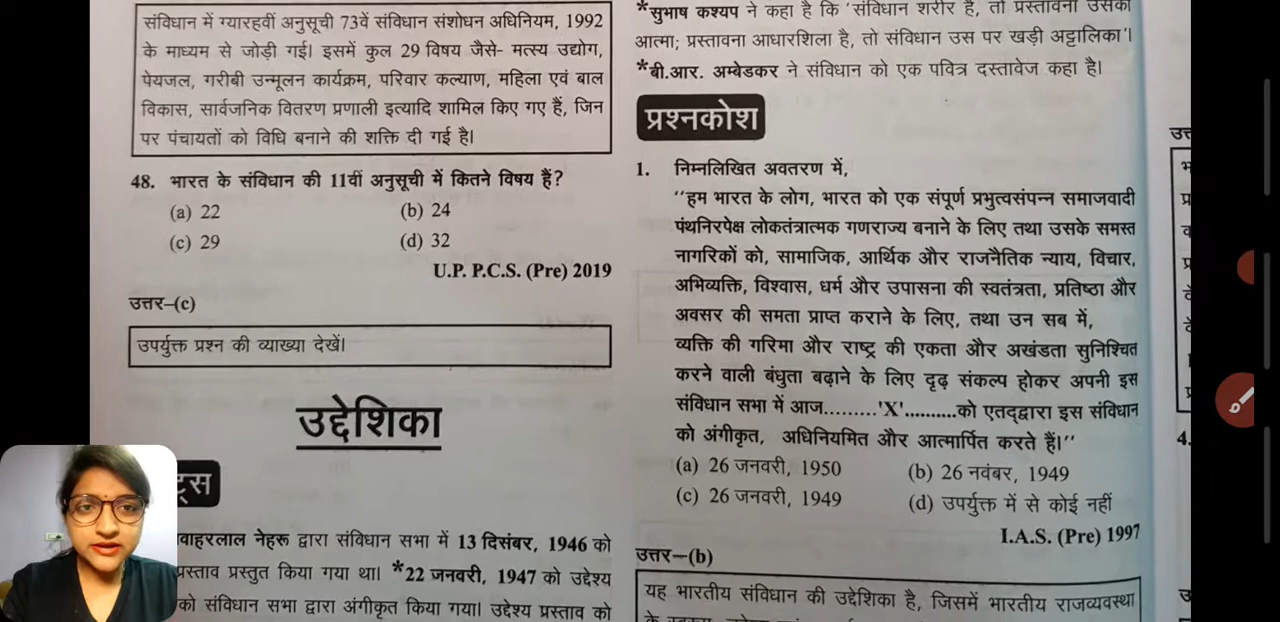 संविधान में ग्यारहवीं अनुसूची 73वें संविधान संशोधन अधिनियम, 1992
के माध्यम से जोड़ी गई। इसमें कुल 29 विषय जैसे- मत्स्य उद्योग,
पेयजल, गरीबी उन्मूलन कार्यक्रम, परिवार कल्याण, महिला एवं बाल
विकास, सार्वजनिक वितरण प्रणाली इत्यादि शामिल किए गए हैं, जिन
पर पंचायतों को विधि बनाने की शक्ति दी गई है।
48. भारत के संविधान की 11वीं अनुसूची में कितने विषय हैं?
(a) 22 (b) 24
(c) 29 (d) 32
U.P. P.C.S. (Pre) 2019
उत्तर–(c)
उपर्युक्त प्रश्न की व्याख्या देखें।
उद्देशिका
वाहरलाल नेहरू द्वारा संविधान सभा में 13 दिसंबर, 1946 को
प्रस्ताव प्रस्तुत किया गया था। *22 जनवरी, 1947 को उद्देश्य
को संविधान सभा द्वारा अंगीकृत किया गया। उद्देश्य प्रस्ताव को
*सुभाष कश्यप ने कहा है कि 'संविधान शरीर है, तो प्रस्तावना उसकी
आत्मा; प्रस्तावना आधारशिला है, तो संविधान उस पर खड़ी अट्टालिका'।
*बी.आर. अम्बेडकर ने संविधान को एक पवित्र दस्तावेज कहा है।
प्रश्नकोश
1. निम्नलिखित अवतरण में,
''हम भारत के लोग, भारत को एक संपूर्ण प्रभुत्वसंपन्न समाजवादी
पंथनिरपेक्ष लोकतंत्रात्मक गणराज्य बनाने के लिए तथा उसके समस्त
नागरिकों को, सामाजिक, आर्थिक और राजनैतिक न्याय, विचार,
अभिव्यक्ति, विश्वास, धर्म और उपासना की स्वतंत्रता, प्रतिष्ठा और
अवसर की समता प्राप्त कराने के लिए, तथा उन सब में,
व्यक्ति की गरिमा और राष्ट्र की एकता और अखंडता सुनिश्चित
करने वाली बंधुता बढ़ाने के लिए दृढ़ संकल्प होकर अपनी इस
संविधान सभा में आज.........'X'..........को एतद्द्वारा इस संविधान
को अंगीकृत, अधिनियमित और आत्मार्पित करते हैं।''
(a) 26 जनवरी, 1950 (b) 26 नवंबर, 1949
(c) 26 जनवरी, 1949 (d) उपर्युक्त में से कोई नहीं
I.A.S. (Pre) 1997
उत्तर–(b)
यह भारतीय संविधान की उद्देशिका है, जिसमें भारतीय राजव्यवस्था
4.